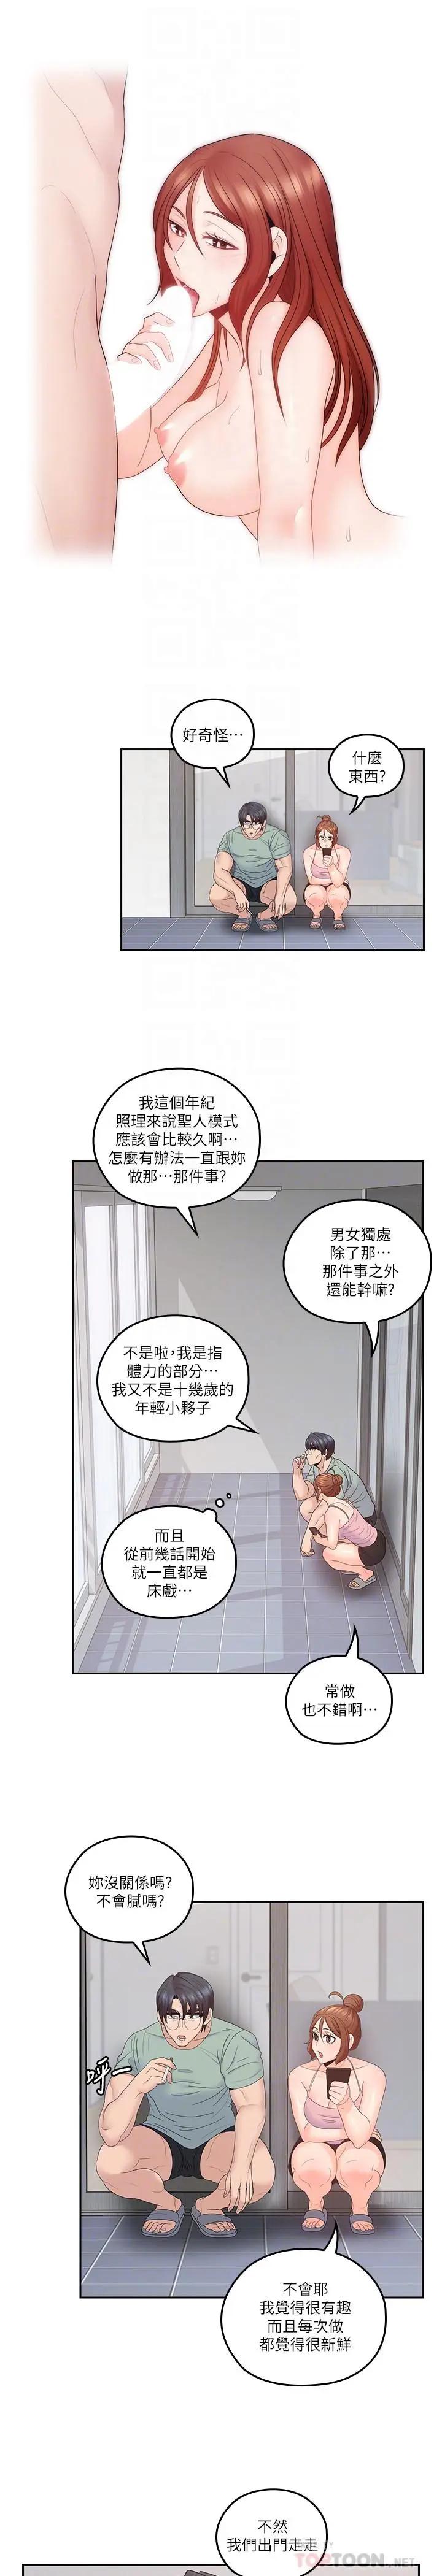 好奇怪…
什麼
東西?
我這個年紀
照理來說聖人模式
應該會比較久啊…
怎麼有辦法一直跟妳
做那…那件事?
男女獨處
除了那…
那件事之外
還能幹嘛?
不是啦,我是指
體力的部分…
我又不是十幾歲的
年輕小夥子
而且
從前幾話開始
就一直都是
床戲…
常做
也不錯啊…
妳沒關係嗎?
不會膩嗎?
呼—
不會耶
我覺得很有趣
而且每次做
都覺得很新鮮
不然
我們出門走走
TOPTOON.NET